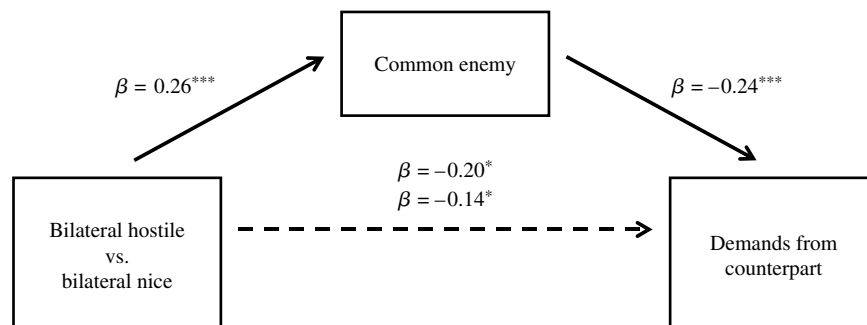 Common enemy
β = 0.26***
β = –0.24***
β = –0.20*
β = –0.14*
Bilateral hostile
vs.
bilateral nice
Demands from
counterpart